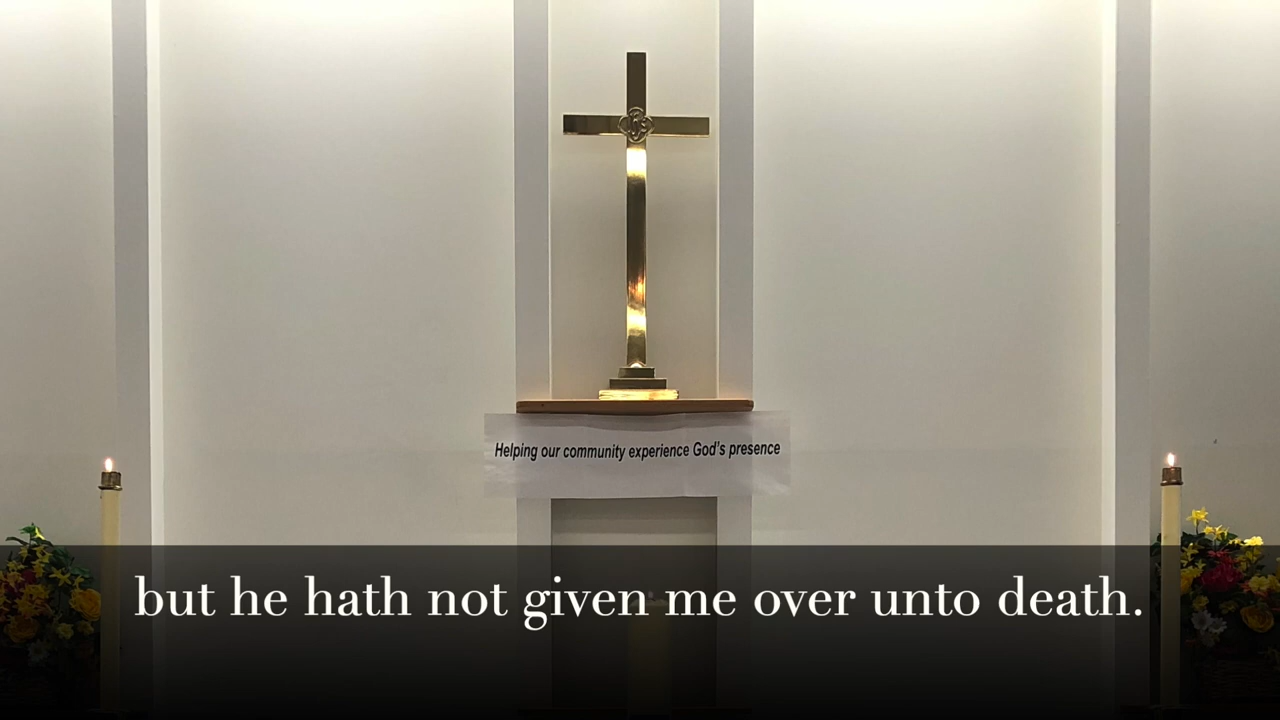 Helping our community experience God's presence
but he hath not given me over unto death.